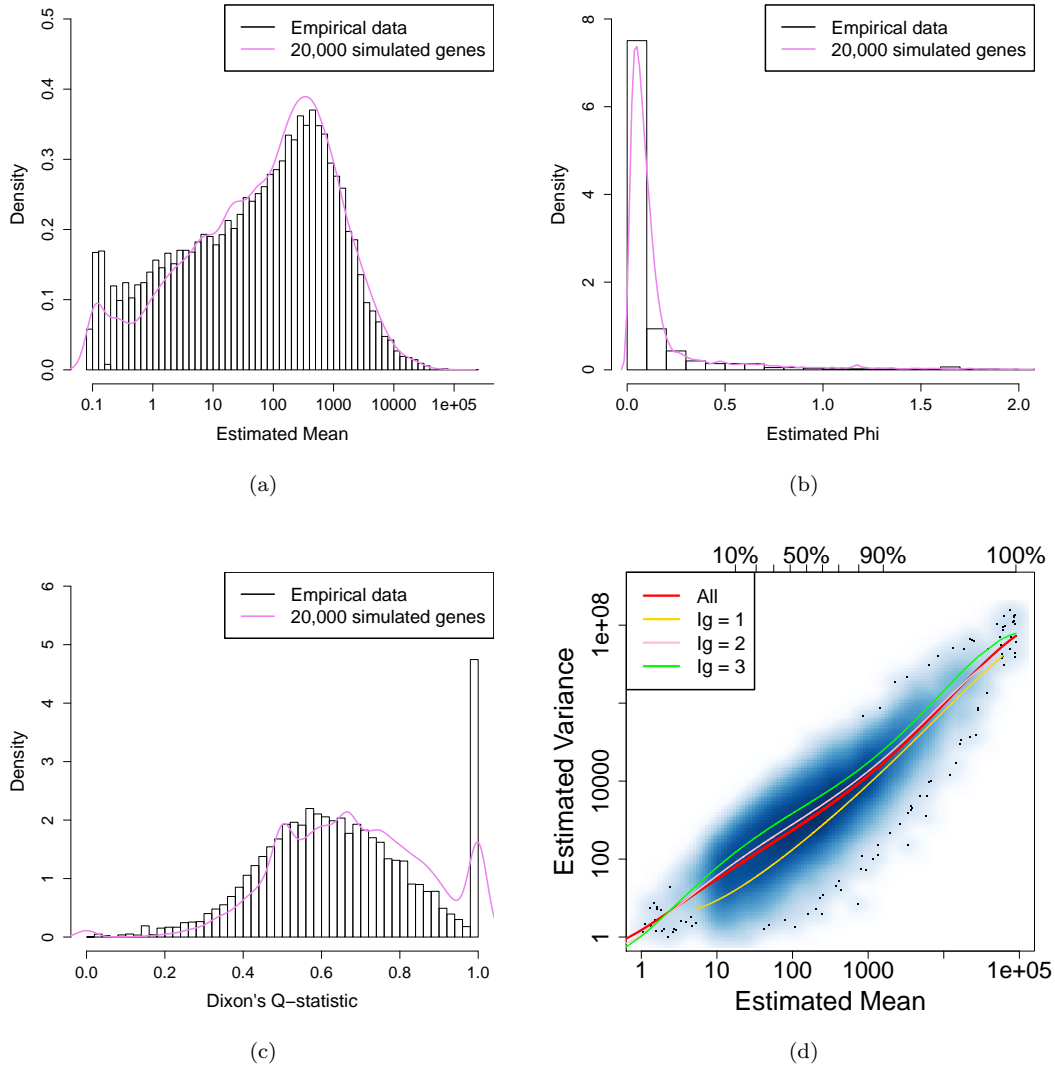 Empirical data
20,000 simulated genes
0.5
0.4
0.3
0.2
0.1
0.0
Density
0.1 1 10 100 1000 10000 1e+05
Estimated Mean
(a)
Empirical data
20,000 simulated genes
8
6
4
2
0
Density
0.0 0.5 1.0 1.5 2.0
Estimated Phi
(b)
Empirical data
20,000 simulated genes
6
5
4
3
2
1
0
Density
0.0 0.2 0.4 0.6 0.8 1.0
Dixon's Q−statistic
(c)
10% 50% 90% 100%
All
Ig = 1
Ig = 2
Ig = 3
1e+08
10000
100
1
Estimated Variance
1 10 100 1000 1e+05
Estimated Mean
(d)